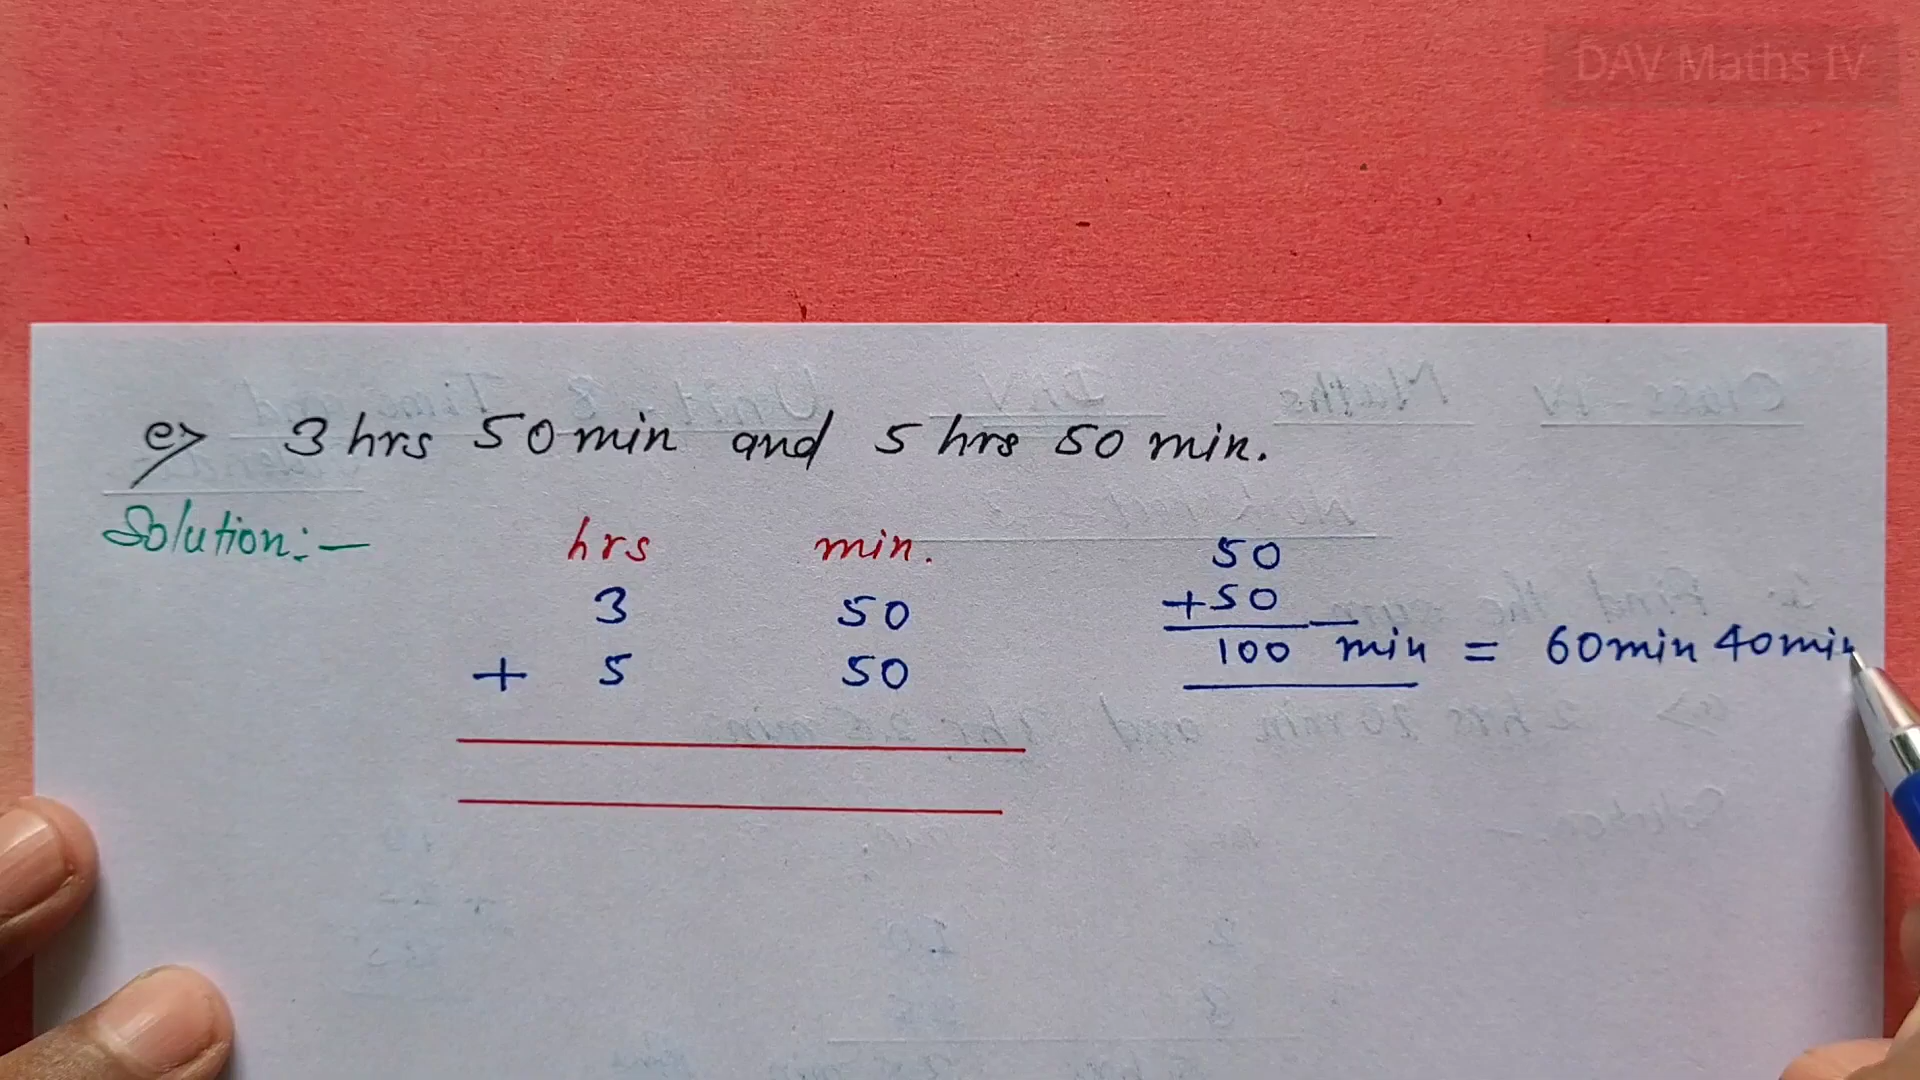 DAV Maths IV
e> 3 hrs 50 min and 5 hrs 50 min.
Solution:-
hrs min.
3 50
+ 5 50
50
+50
100 min = 60min 40min